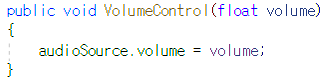 public void VolumeControl(float volume)
{
    audioSource.volume = volume;
}